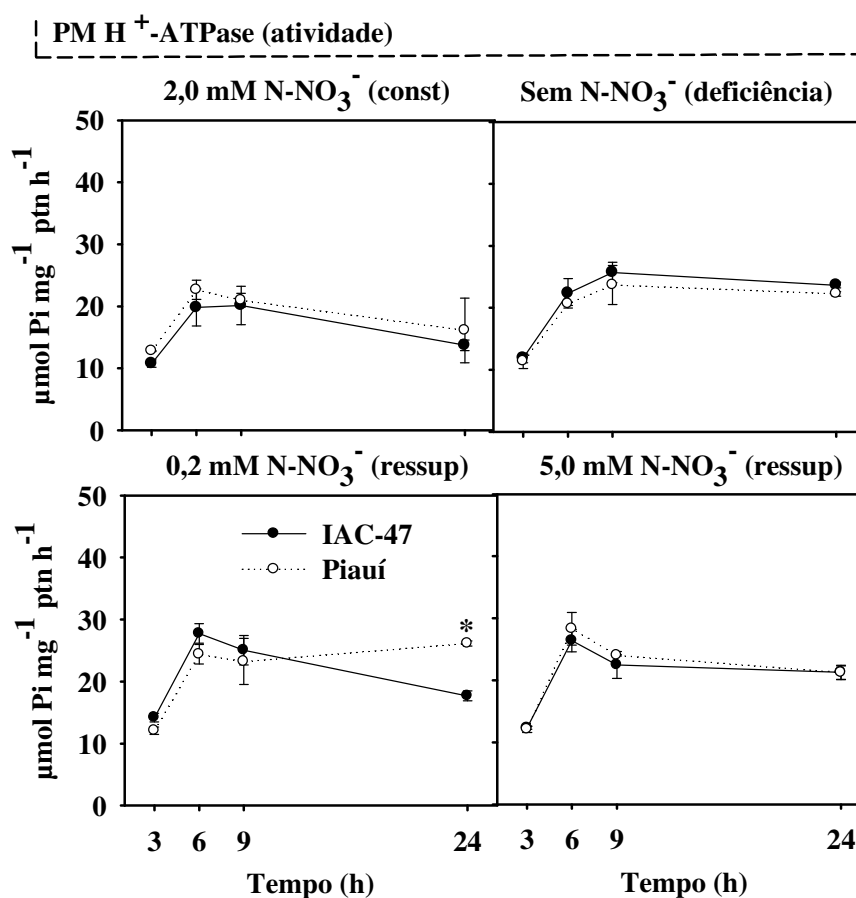 PM H⁺-ATPase (atividade)
2,0 mM N-NO₃⁻ (const)
Sem N-NO₃⁻ (deficiência)
µmol Pi mg⁻¹ ptn h⁻¹
50
40
30
20
10
0
0,2 mM N-NO₃⁻ (ressup)
5,0 mM N-NO₃⁻ (ressup)
µmol Pi mg⁻¹ ptn h⁻¹
50
40
30
20
10
0
IAC-47
Piauí
*
3 6 9 24
3 6 9 24
Tempo (h)
Tempo (h)